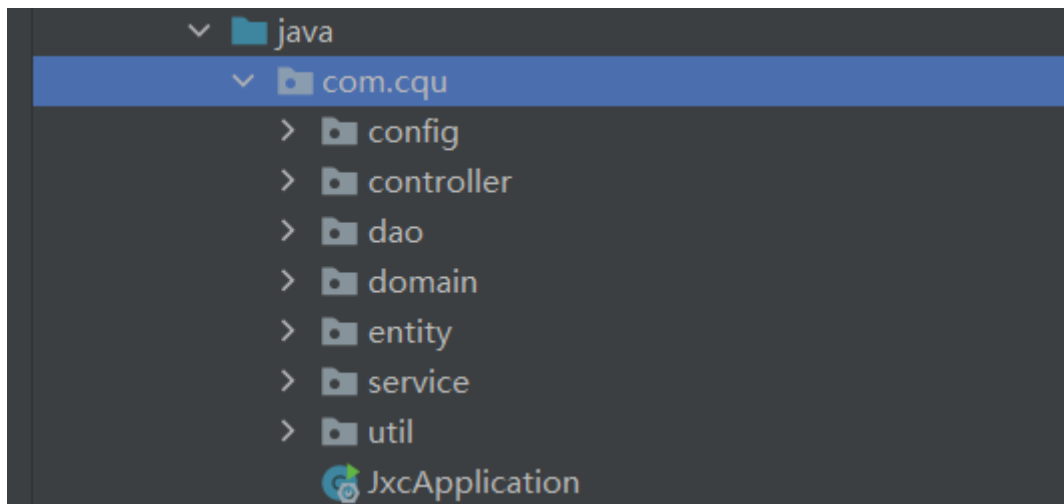 java
com.cqu
config
controller
dao
domain
entity
service
util
JxcApplication